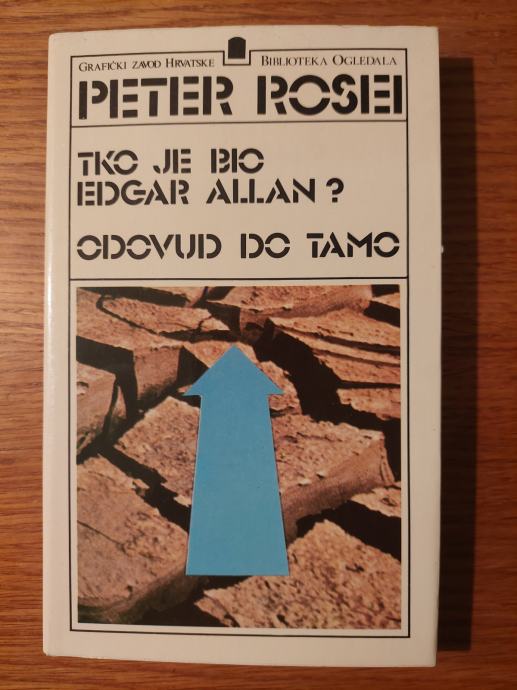 GRAFIČKI ZAVOD HRVATSKE BIBLIOTEKA OGLEDALA
PETER ROSEI
TKO JE BIO
EDGAR ALLAN?
ODOVUD DO TAMO